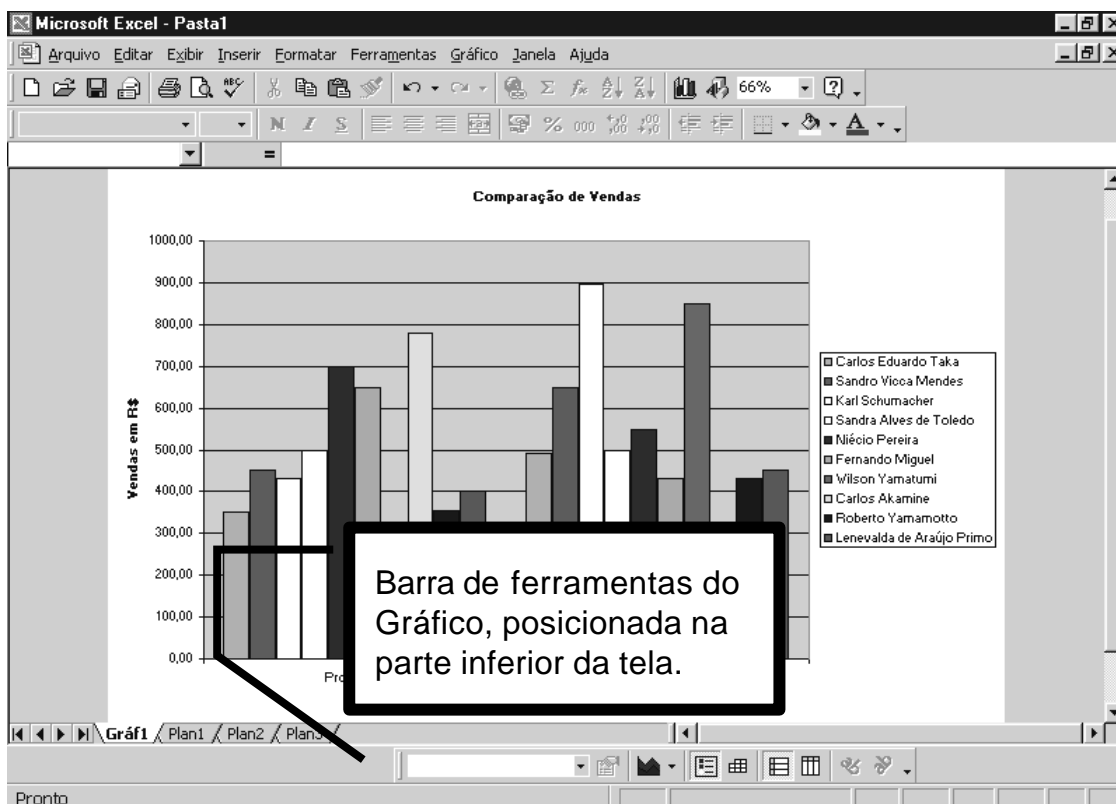 Microsoft Excel - Pasta1
Arquivo Editar Exibir Inserir Formatar Ferramentas Gráfico Janela Ajuda
ABC Σ fx A Z Z A 66% ?
N I S % 000 A
=
Comparação de Vendas
1000,00
900,00
800,00
700,00
600,00
500,00
400,00
300,00
200,00
100,00
0,00
Vendas em R$
Carlos Eduardo Taka
Sandro Vicca Mendes
Karl Schumacher
Sandra Alves de Toledo
Niécio Pereira
Fernando Miguel
Wilson Yamatumi
Carlos Akamine
Roberto Yamamotto
Lenevalda de Araújo Primo
Barra de ferramentas do
Gráfico, posicionada na
parte inferior da tela.
Gráf1 Plan1 Plan2 Plan3
Pronto